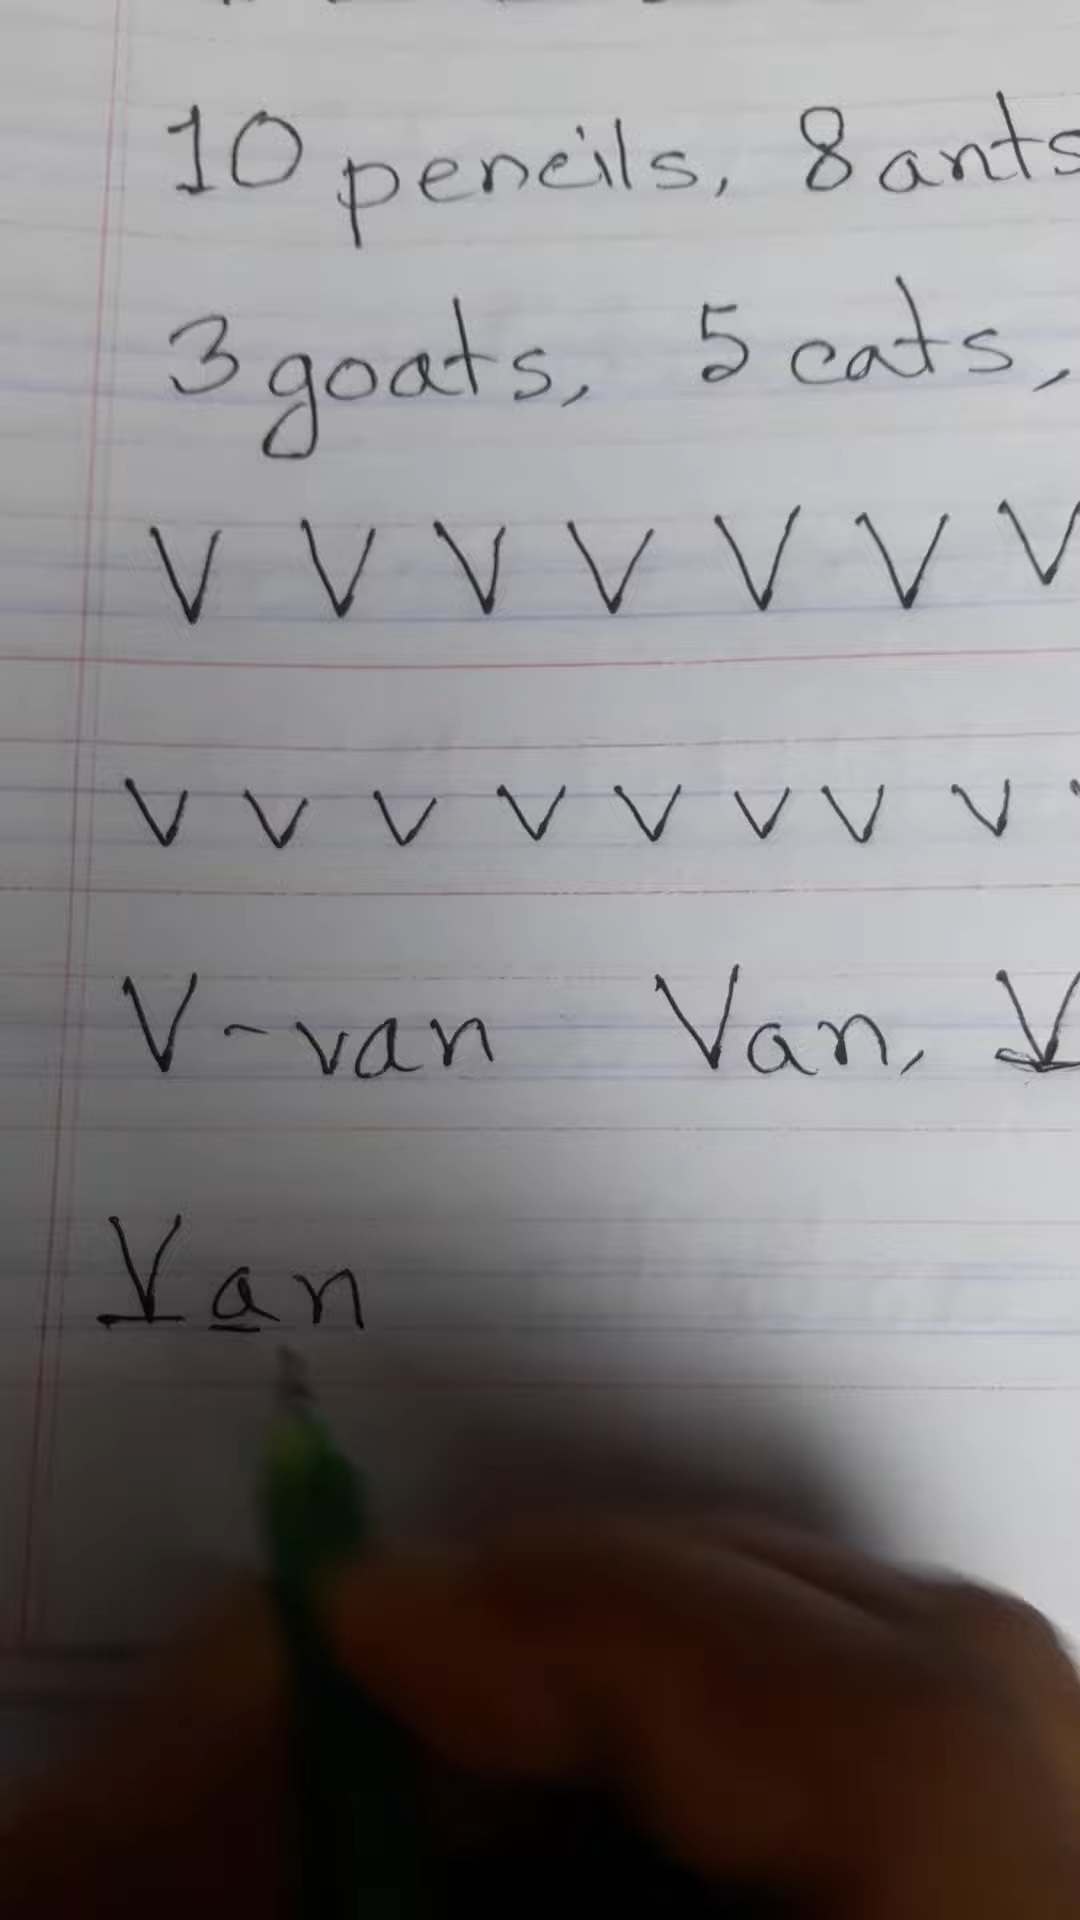 10 pencils, 8 ants
3 goats, 5 cats,
V V V V V V V
v v v v v v v v
V-van Van, V
Van